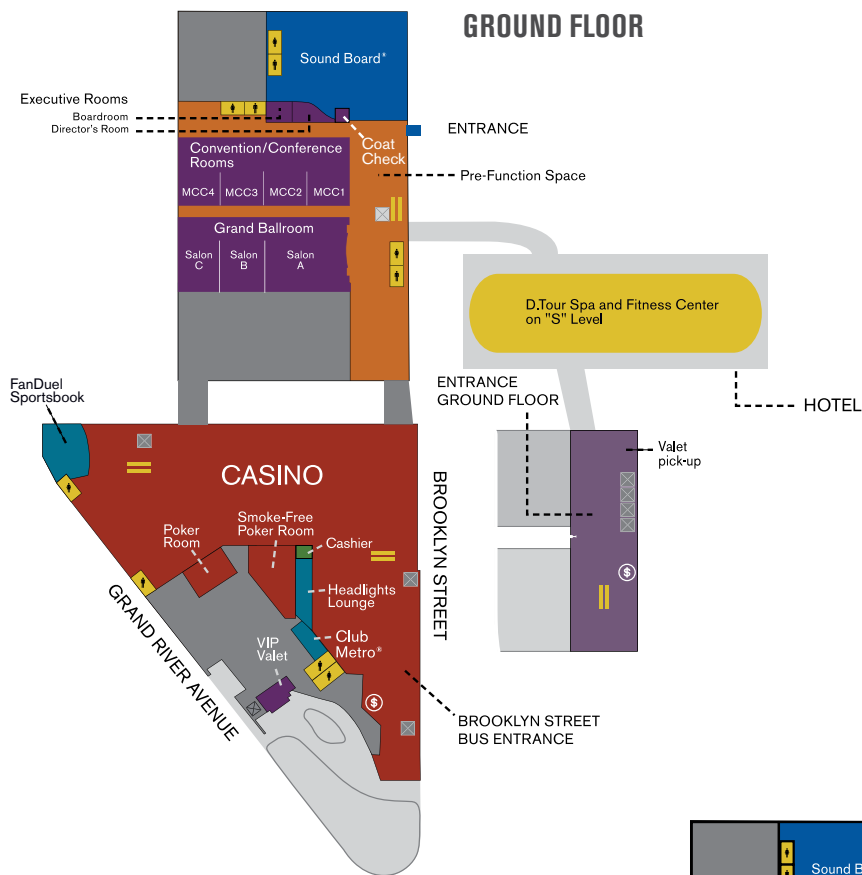 GROUND FLOOR
Sound Board*
Executive Rooms
Boardroom
Director's Room
ENTRANCE
Coat
Check
Convention/Conference
Rooms
Pre-Function Space
MCC4
MCC3
MCC2
MCC1
Grand Ballroom
Salon
C
Salon
B
Salon
A
D.Tour Spa and Fitness Center
on "S" Level
ENTRANCE
GROUND FLOOR
HOTEL
FanDuel
Sportsbook
Valet
pick-up
CASINO
BROOKLYN STREET
Poker
Room
Smoke-Free
Poker Room
Cashier
Headlights
Lounge
$
GRAND RIVER AVENUE
VIP
Valet
Club
Metro®
$
BROOKLYN STREET
BUS ENTRANCE
Sound B